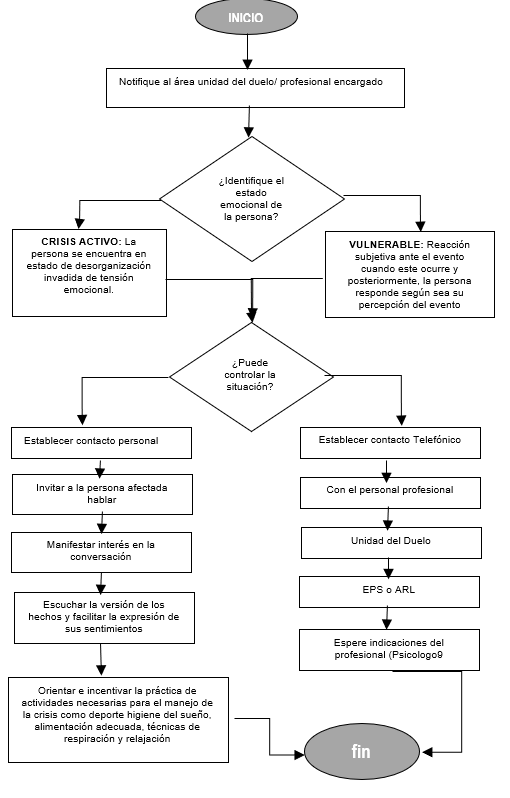 INICIO
Notifique al área unidad del duelo/ profesional encargado
¿Identifique el
estado
emocional de
la persona?
CRISIS ACTIVO: La
persona se encuentra en
estado de desorganización
invadida de tensión
emocional.
VULNERABLE: Reacción
subjetiva ante el evento
cuando este ocurre y
posteriormente, la persona
responde según sea su
percepción del evento
¿Puede
controlar la
situación?
Establecer contacto personal
Invitar a la persona afectada
hablar
Manifestar interés en la
conversación
Escuchar la versión de los
hechos y facilitar la expresión de
sus sentimientos
Orientar e incentivar la práctica de
actividades necesarias para el manejo de
la crisis como deporte higiene del sueño,
alimentación adecuada, técnicas de
respiración y relajación
Establecer contacto Telefónico
Con el personal profesional
Unidad del Duelo
EPS o ARL
Espere indicaciones del
profesional (Psicologo9
fin